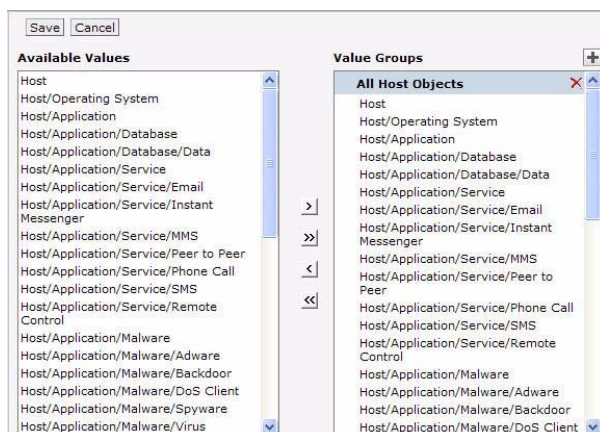 Save Cancel
Available Values
Host
Host/Operating System
Host/Application
Host/Application/Database
Host/Application/Database/Data
Host/Application/Service
Host/Application/Service/Email
Host/Application/Service/Instant
Messenger
Host/Application/Service/MMS
Host/Application/Service/Peer to Peer
Host/Application/Service/Phone Call
Host/Application/Service/SMS
Host/Application/Service/Remote
Control
Host/Application/Malware
Host/Application/Malware/Adware
Host/Application/Malware/Backdoor
Host/Application/Malware/DoS Client
Host/Application/Malware/Spyware
Host/Application/Malware/Virus
>
>>
<
<<
Value Groups
All Host Objects
Host
Host/Operating System
Host/Application
Host/Application/Database
Host/Application/Database/Data
Host/Application/Service
Host/Application/Service/Email
Host/Application/Service/Instant
Messenger
Host/Application/Service/MMS
Host/Application/Service/Peer to
Peer
Host/Application/Service/Phone Call
Host/Application/Service/SMS
Host/Application/Service/Remote
Control
Host/Application/Malware
Host/Application/Malware/Adware
Host/Application/Malware/Backdoor
Host/Application/Malware/DoS Client